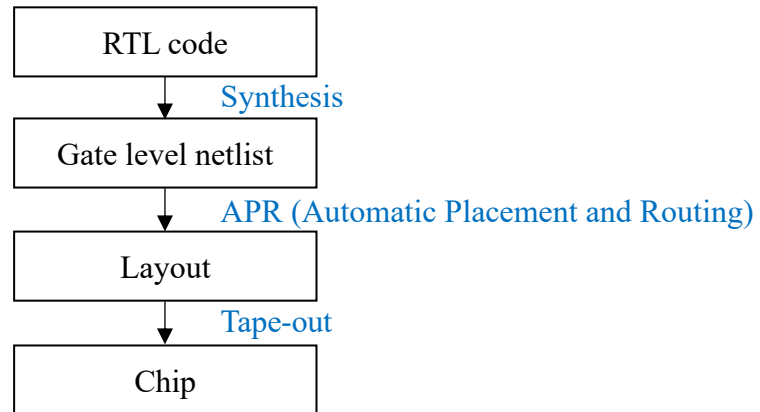 RTL code
Synthesis
Gate level netlist
APR (Automatic Placement and Routing)
Layout
Tape-out
Chip